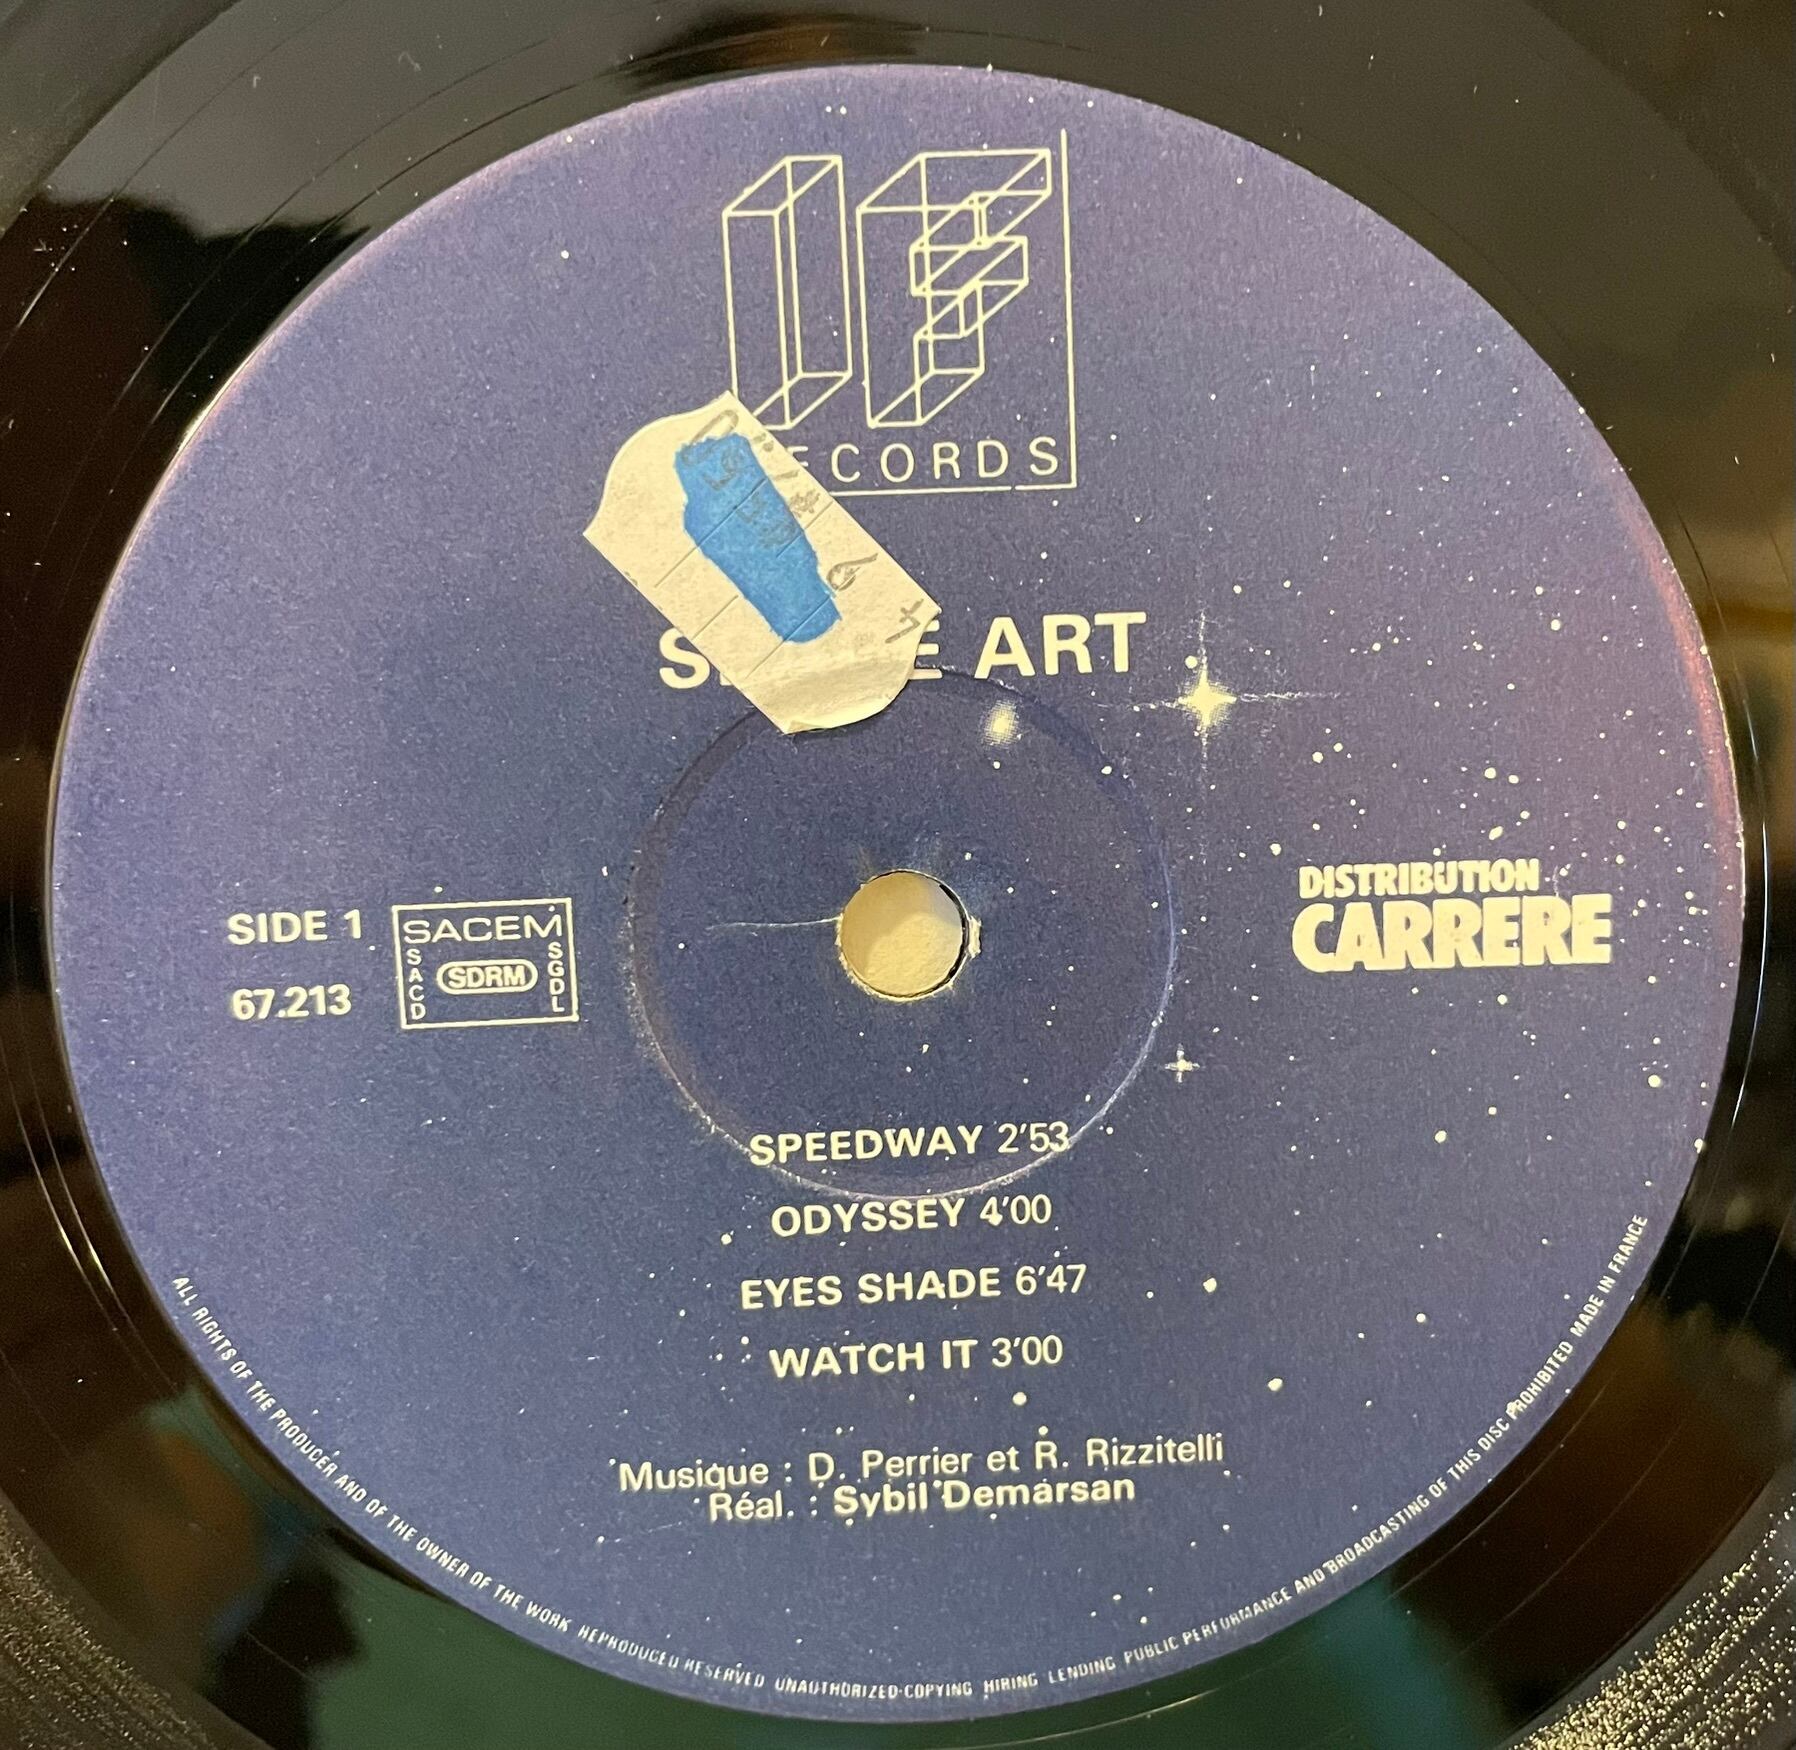 IF
RECORDS
SPACE ART
DISTRIBUTION
CARRERE
SIDE 1
67.213
SACEM
SACD
SDRM
SGDL
SPEEDWAY 2'53
ODYSSEY 4'00
EYES SHADE 6'47
WATCH IT 3'00
Musique : D. Perrier et R. Rizzitelli
Réal. : Sybil Demarsan
ALL RIGHTS OF THE PRODUCER AND OF THE OWNER OF THE WORK REPRODUCED RESERVED UNAUTHORIZED COPYING HIRING LENDING PUBLIC PERFORMANCE AND BROADCASTING OF THIS DISC PROHIBITED MADE IN FRANCE